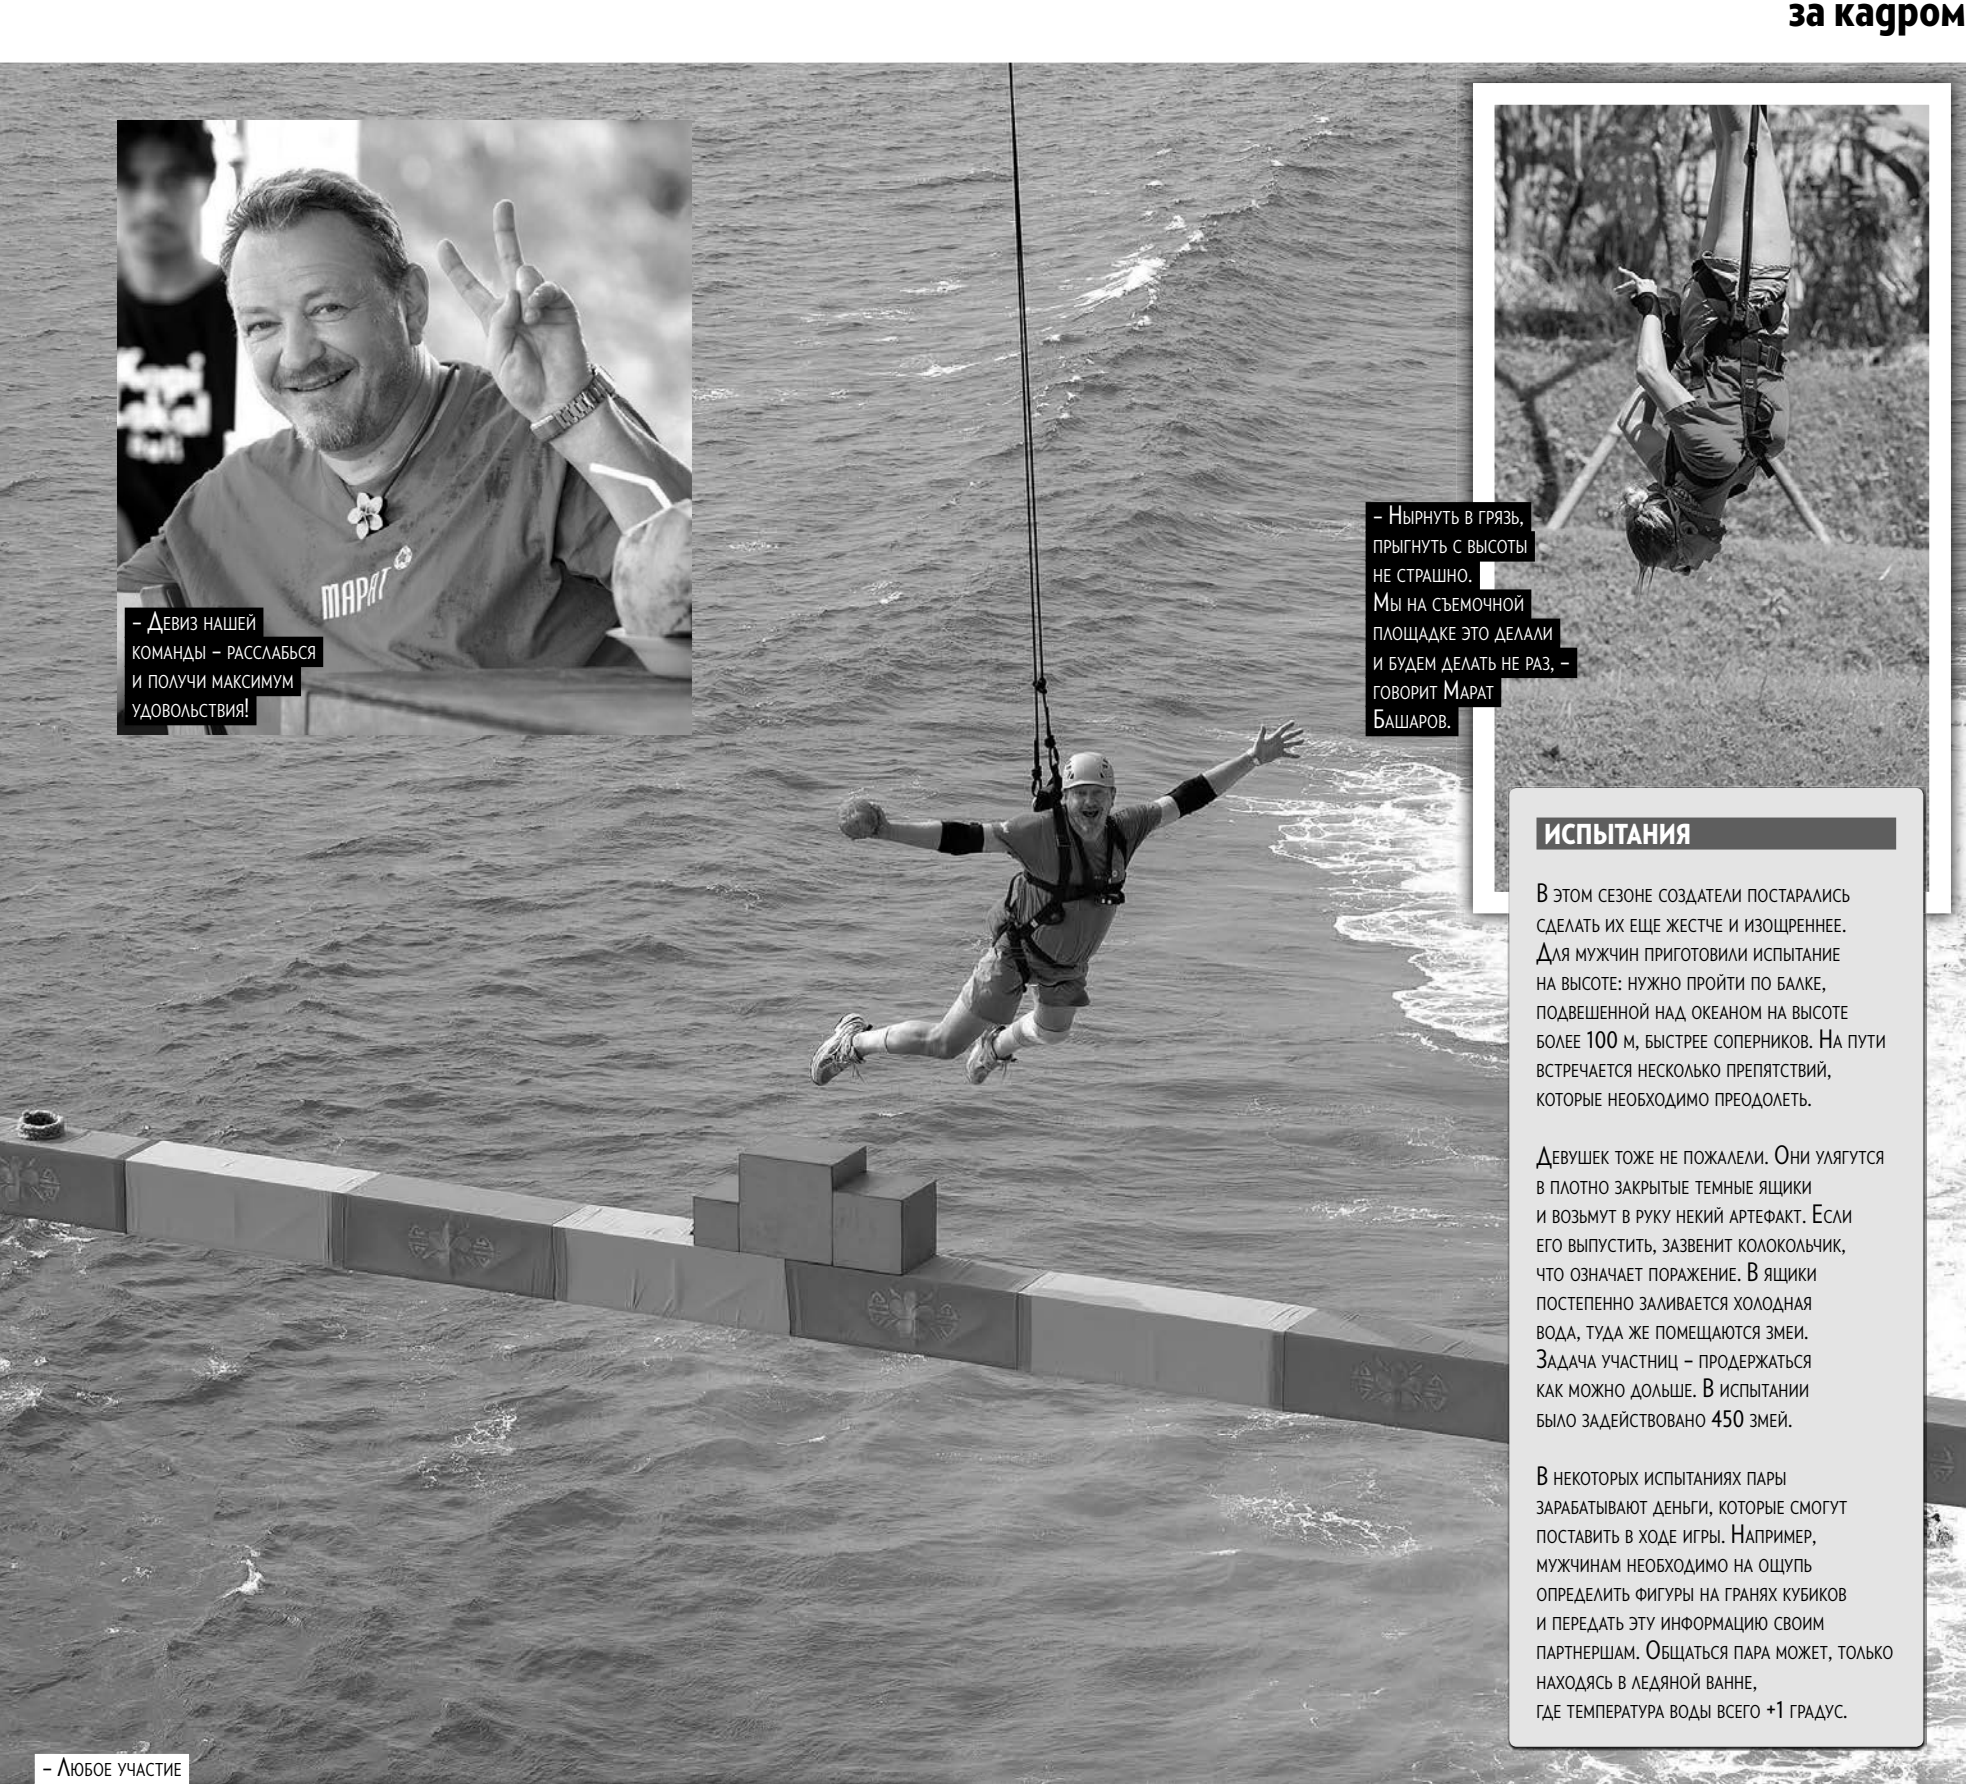 за кадром
– Девиз нашей
команды – расслабься
и получи максимум
удовольствия!
МАРАТ
– Нырнуть в грязь,
прыгнуть с высоты
не страшно.
Мы на съемочной
площадке это делали
и будем делать не раз, –
говорит Марат
Башаров.
ИСПЫТАНИЯ
В этом сезоне создатели постарались
сделать их еще жестче и изощреннее.
Для мужчин приготовили испытание
на высоте: нужно пройти по балке,
подвешенной над океаном на высоте
более 100 м, быстрее соперников. На пути
встречается несколько препятствий,
которые необходимо преодолеть.
Девушек тоже не пожалели. Они улягутся
в плотно закрытые темные ящики
и возьмут в руку некий артефакт. Если
его выпустить, зазвенит колокольчик,
что означает поражение. В ящики
постепенно заливается холодная
вода, туда же помещаются змеи.
Задача участниц – продержаться
как можно дольше. В испытании
было задействовано 450 змей.
В некоторых испытаниях пары
зарабатывают деньги, которые смогут
поставить в ходе игры. Например,
мужчинам необходимо на ощупь
определить фигуры на гранях кубиков
и передать эту информацию своим
партнершам. Общаться пара может, только
находясь в ледяной ванне,
где температура воды всего +1 градус.
– Любое участие